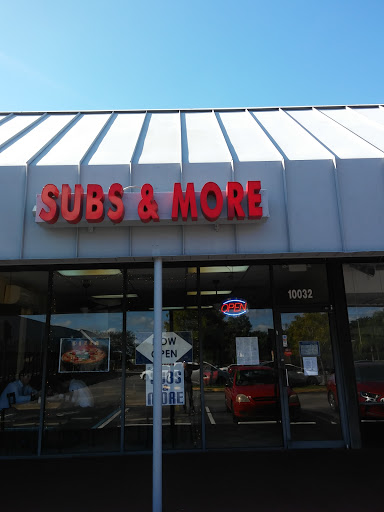 SUBS & MORE
OPEN
10032
NOW
OPEN
SUBS
MORE